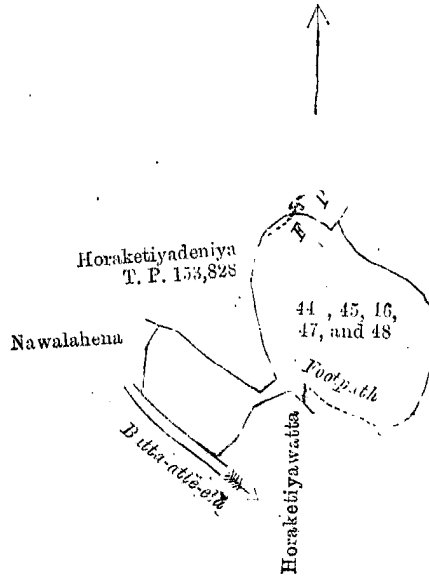 F P
Horaketiyadeniya
T. P. 153,828
44 , 45, 16,
47, and 48
Nawalahena
Footpath
Horaketiyawatta